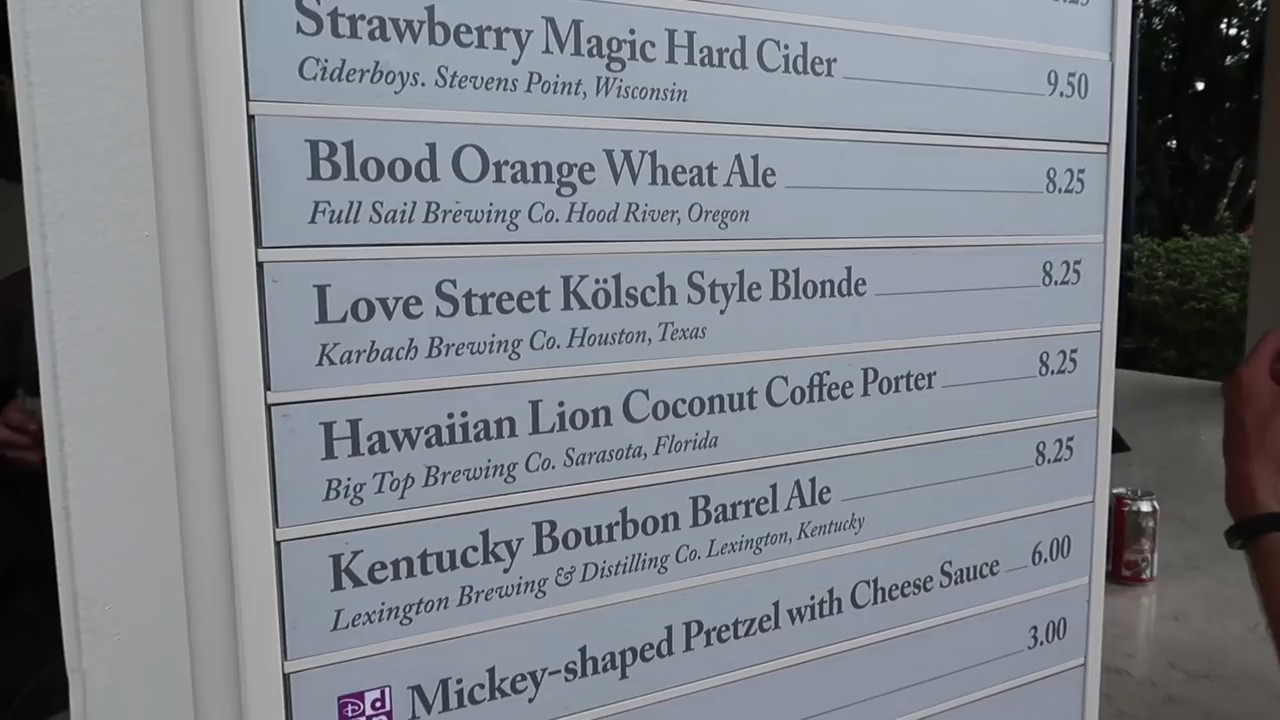 Strawberry Magic Hard Cider 9.50
Ciderboys. Stevens Point, Wisconsin
Blood Orange Wheat Ale 8.25
Full Sail Brewing Co. Hood River, Oregon
Love Street Kölsch Style Blonde 8.25
Karbach Brewing Co. Houston, Texas
Hawaiian Lion Coconut Coffee Porter 8.25
Big Top Brewing Co. Sarasota, Florida
Kentucky Bourbon Barrel Ale 8.25
Lexington Brewing & Distilling Co. Lexington, Kentucky
Mickey-shaped Pretzel with Cheese Sauce 6.00
3.00